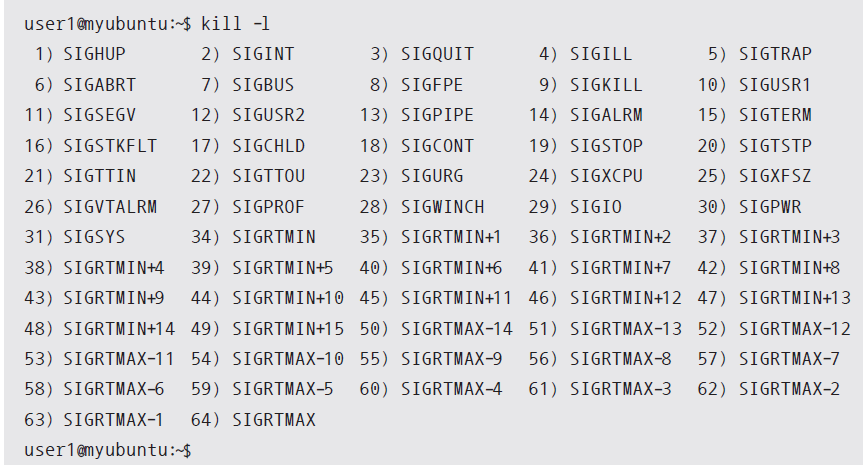 user1@myubuntu:~$ kill -l
1) SIGHUP 2) SIGINT 3) SIGQUIT 4) SIGILL 5) SIGTRAP
6) SIGABRT 7) SIGBUS 8) SIGFPE 9) SIGKILL 10) SIGUSR1
11) SIGSEGV 12) SIGUSR2 13) SIGPIPE 14) SIGALRM 15) SIGTERM
16) SIGSTKFLT 17) SIGCHLD 18) SIGCONT 19) SIGSTOP 20) SIGTSTP
21) SIGTTIN 22) SIGTTOU 23) SIGURG 24) SIGXCPU 25) SIGXFSZ
26) SIGVTALRM 27) SIGPROF 28) SIGWINCH 29) SIGIO 30) SIGPWR
31) SIGSYS 34) SIGRTMIN 35) SIGRTMIN+1 36) SIGRTMIN+2 37) SIGRTMIN+3
38) SIGRTMIN+4 39) SIGRTMIN+5 40) SIGRTMIN+6 41) SIGRTMIN+7 42) SIGRTMIN+8
43) SIGRTMIN+9 44) SIGRTMIN+10 45) SIGRTMIN+11 46) SIGRTMIN+12 47) SIGRTMIN+13
48) SIGRTMIN+14 49) SIGRTMIN+15 50) SIGRTMAX-14 51) SIGRTMAX-13 52) SIGRTMAX-12
53) SIGRTMAX-11 54) SIGRTMAX-10 55) SIGRTMAX-9 56) SIGRTMAX-8 57) SIGRTMAX-7
58) SIGRTMAX-6 59) SIGRTMAX-5 60) SIGRTMAX-4 61) SIGRTMAX-3 62) SIGRTMAX-2
63) SIGRTMAX-1 64) SIGRTMAX
user1@myubuntu:~$